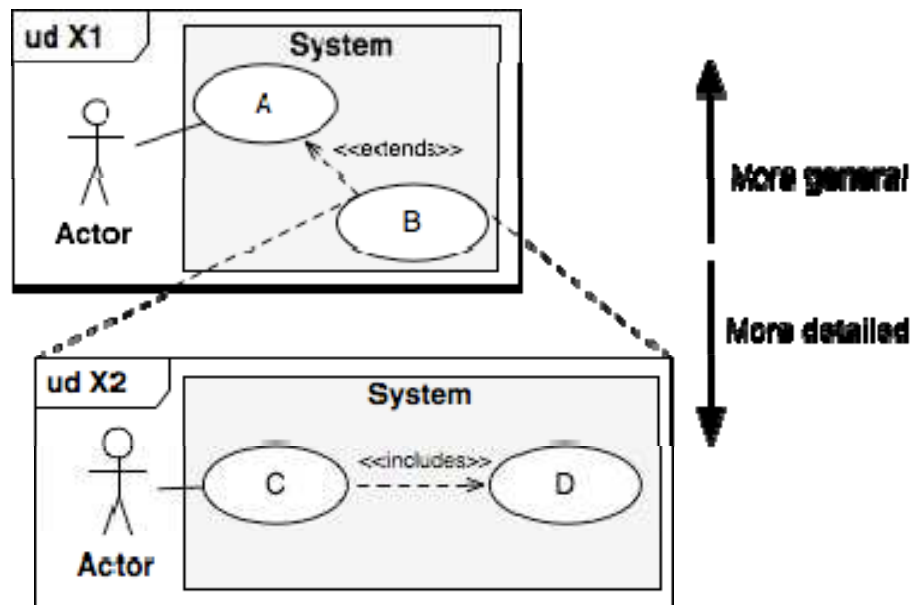 ud X1
System
A
<<extends>>
More general
Actor
B
More detailed
ud X2
System
<<includes>>
C
D
Actor